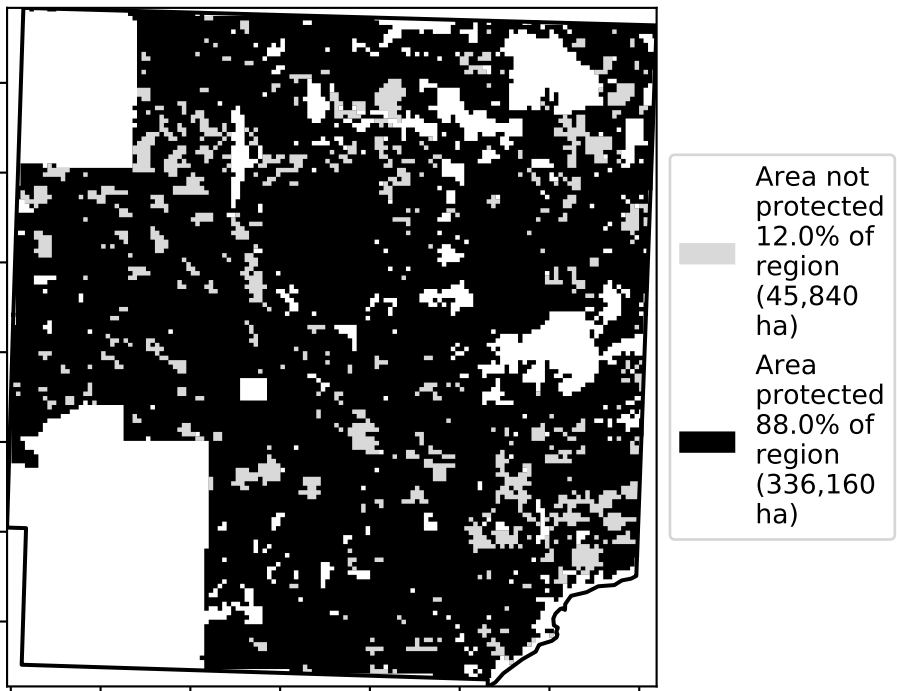 Area not
protected
12.0% of
region
(45,840
ha)
Area
protected
88.0% of
region
(336,160
ha)